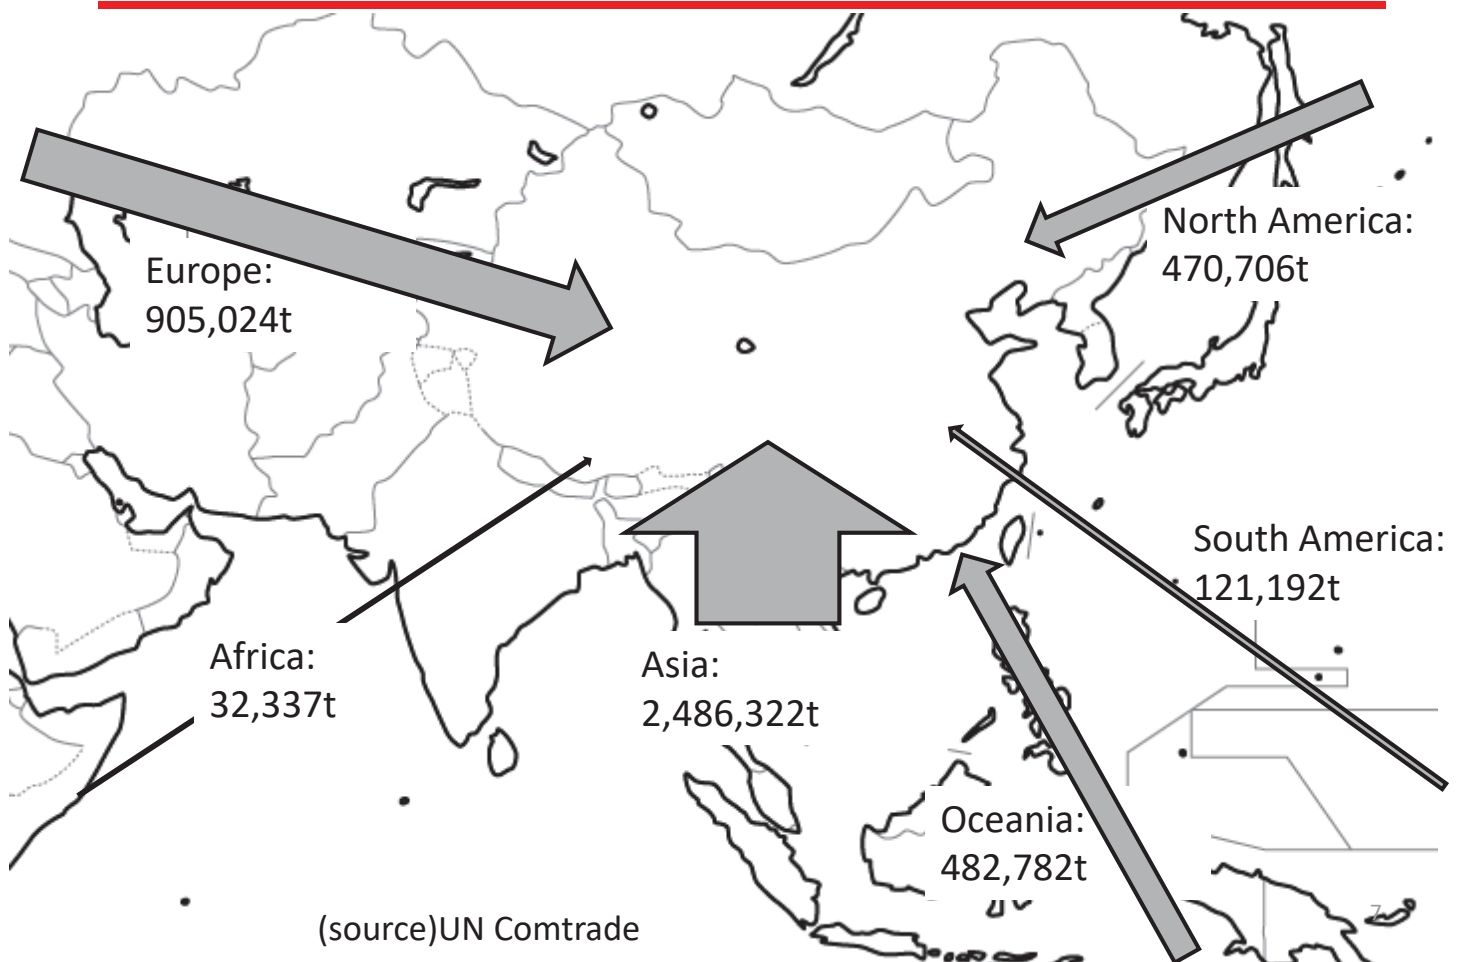 North America:
470,706t
Europe:
905,024t
South America:
121,192t
Africa:
32,337t
Asia:
2,486,322t
Oceania:
482,782t
(source)UN Comtrade
7